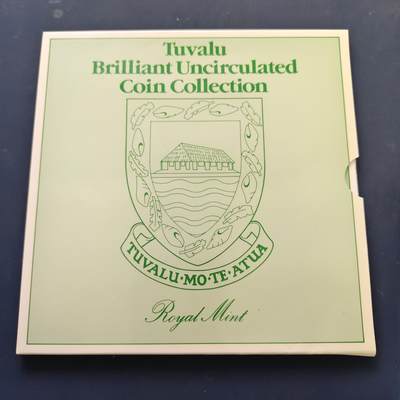 Tuvalu
Brilliant Uncirculated
Coin Collection
TUVALU·MO·TE·ATUA
Royal Mint